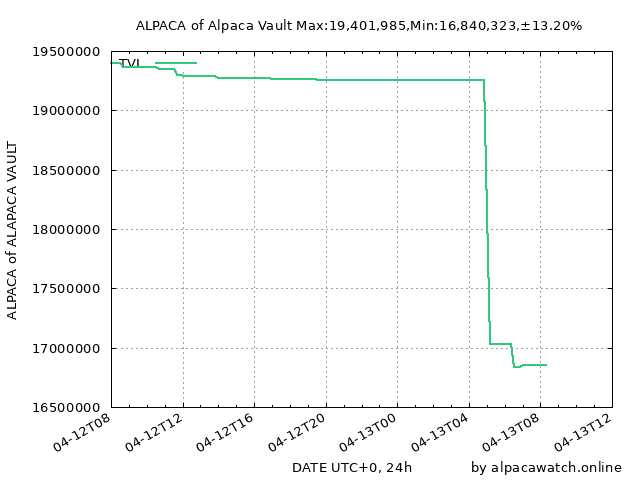 ALPACA of Alpaca Vault Max:19,401,985,Min:16,840,323,±13.20%
19500000
TVL
19000000
18500000
18000000
17500000
17000000
16500000
ALPACA of ALAPACA VAULT
04-12T08
04-12T12
04-12T16
04-12T20
04-13T00
04-13T04
04-13T08
04-13T12
DATE UTC+0, 24h
by alpacawatch.online